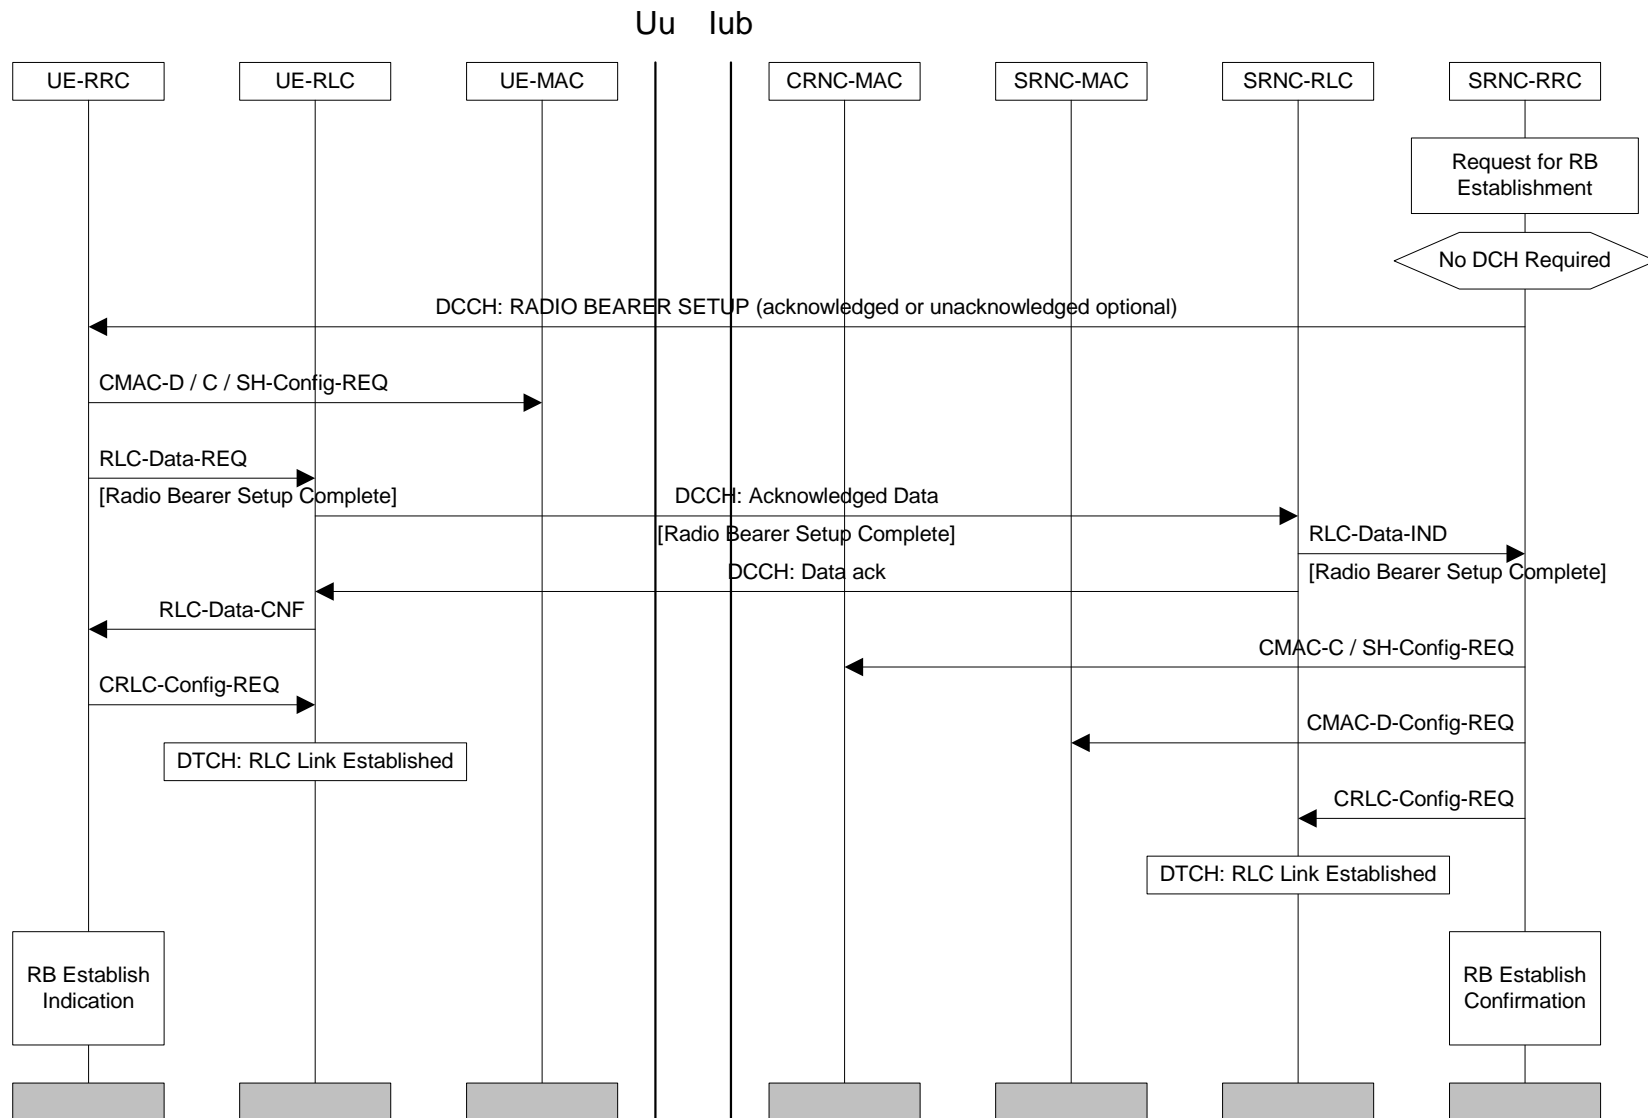 Uu Iub
UE-RRC UE-RLC UE-MAC CRNC-MAC SRNC-MAC SRNC-RLC SRNC-RRC
Request for RB
Establishment
No DCH Required
DCCH: RADIO BEARER SETUP (acknowledged or unacknowledged optional)
CMAC-D / C / SH-Config-REQ
RLC-Data-REQ
[Radio Bearer Setup Complete]
DCCH: Acknowledged Data
[Radio Bearer Setup Complete]
RLC-Data-IND
[Radio Bearer Setup Complete]
DCCH: Data ack
RLC-Data-CNF
CMAC-C / SH-Config-REQ
CRLC-Config-REQ
CMAC-D-Config-REQ
DTCH: RLC Link Established
CRLC-Config-REQ
DTCH: RLC Link Established
RB Establish
Indication
RB Establish
Confirmation